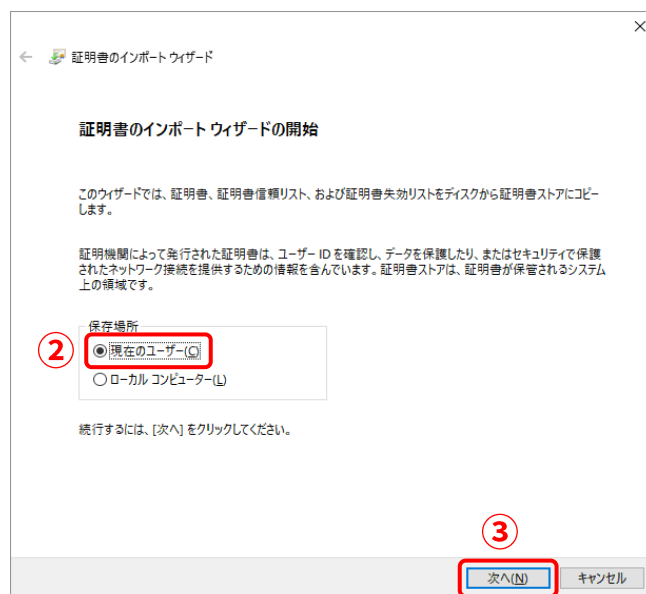 証明書のインポート ウィザード
証明書のインポート ウィザードの開始
このウィザードでは、証明書、証明書信頼リスト、および証明書失効リストをディスクから証明書ストアにコピー
します。
証明機関によって発行された証明書は、ユーザー ID を確認し、データを保護したり、またはセキュリティで保護
されたネットワーク接続を提供するための情報を含んでいます。証明書ストアは、証明書が保管されるシステム
上の領域です。
保存場所
② 現在のユーザー(C)
ローカル コンピューター(L)
続行するには、[次へ] をクリックしてください。
③
次へ(N) キャンセル